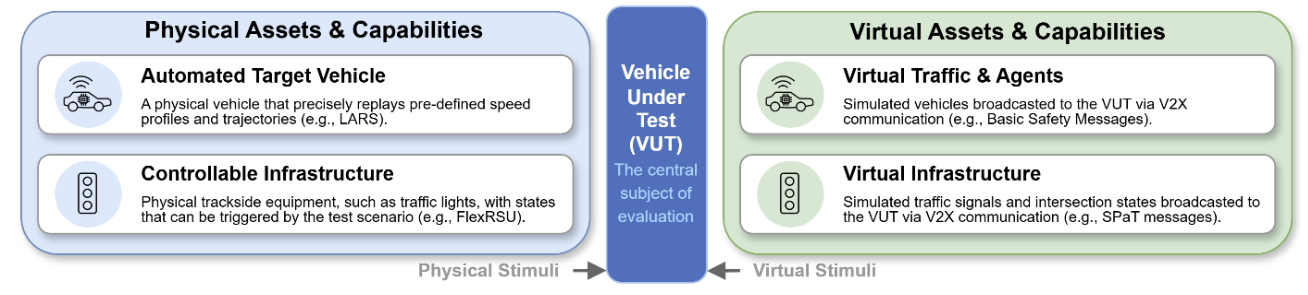 Physical Assets & Capabilities
Automated Target Vehicle
A physical vehicle that precisely replays pre-defined speed
profiles and trajectories (e.g., LARS).
Controllable Infrastructure
Physical trackside equipment, such as traffic lights, with states
that can be triggered by the test scenario (e.g., FlexRSU).
Physical Stimuli
Vehicle
Under
Test
(VUT)
The central
subject of
evaluation
Virtual Assets & Capabilities
Virtual Traffic & Agents
Simulated vehicles broadcasted to the VUT via V2X
communication (e.g., Basic Safety Messages).
Virtual Infrastructure
Simulated traffic signals and intersection states broadcasted to
the VUT via V2X communication (e.g., SPaT messages).
Virtual Stimuli